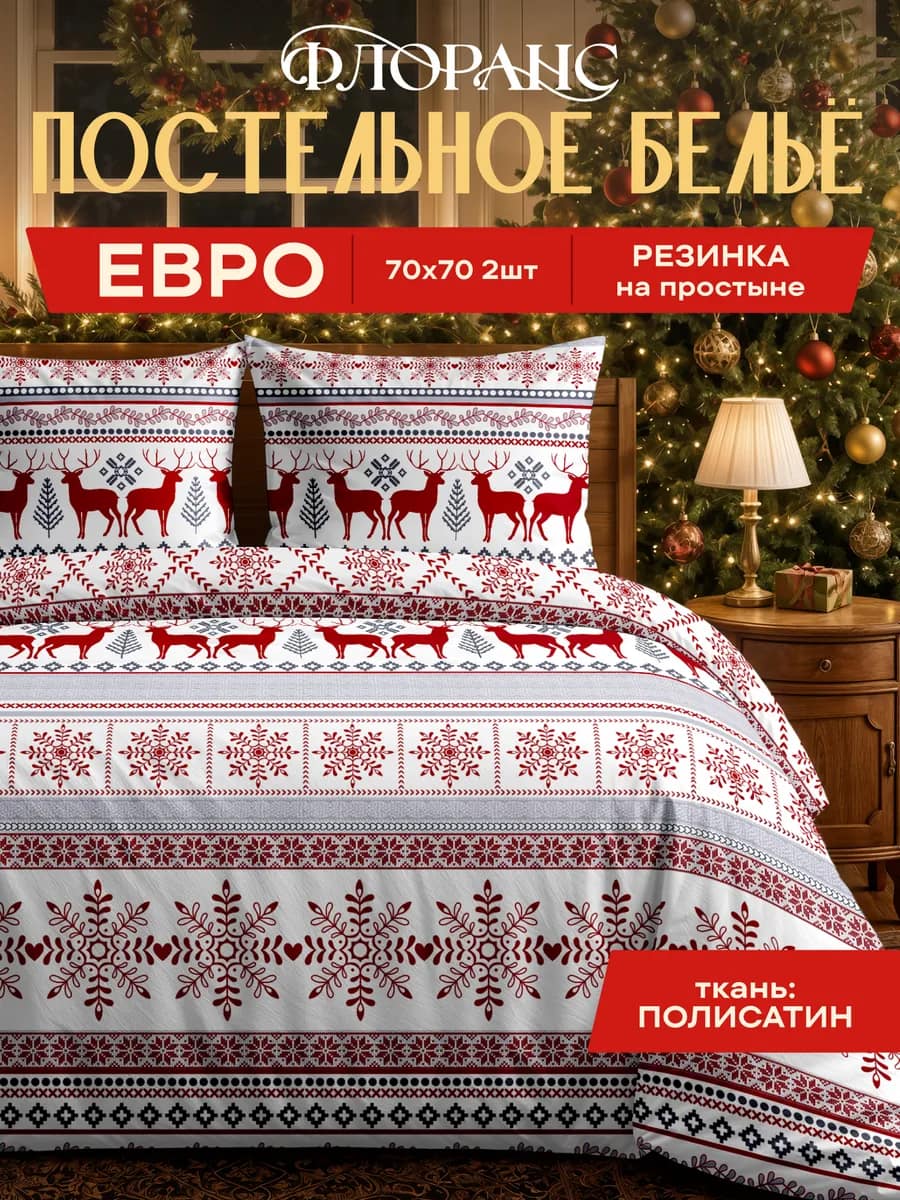 ФЛОРАНС
ПОСТЕЛЬНОЕ БЕЛЬЁ
ЕВРО
70х70 2шт
РЕЗИНКА
на простыне
ткань:
ПОЛИСАТИН